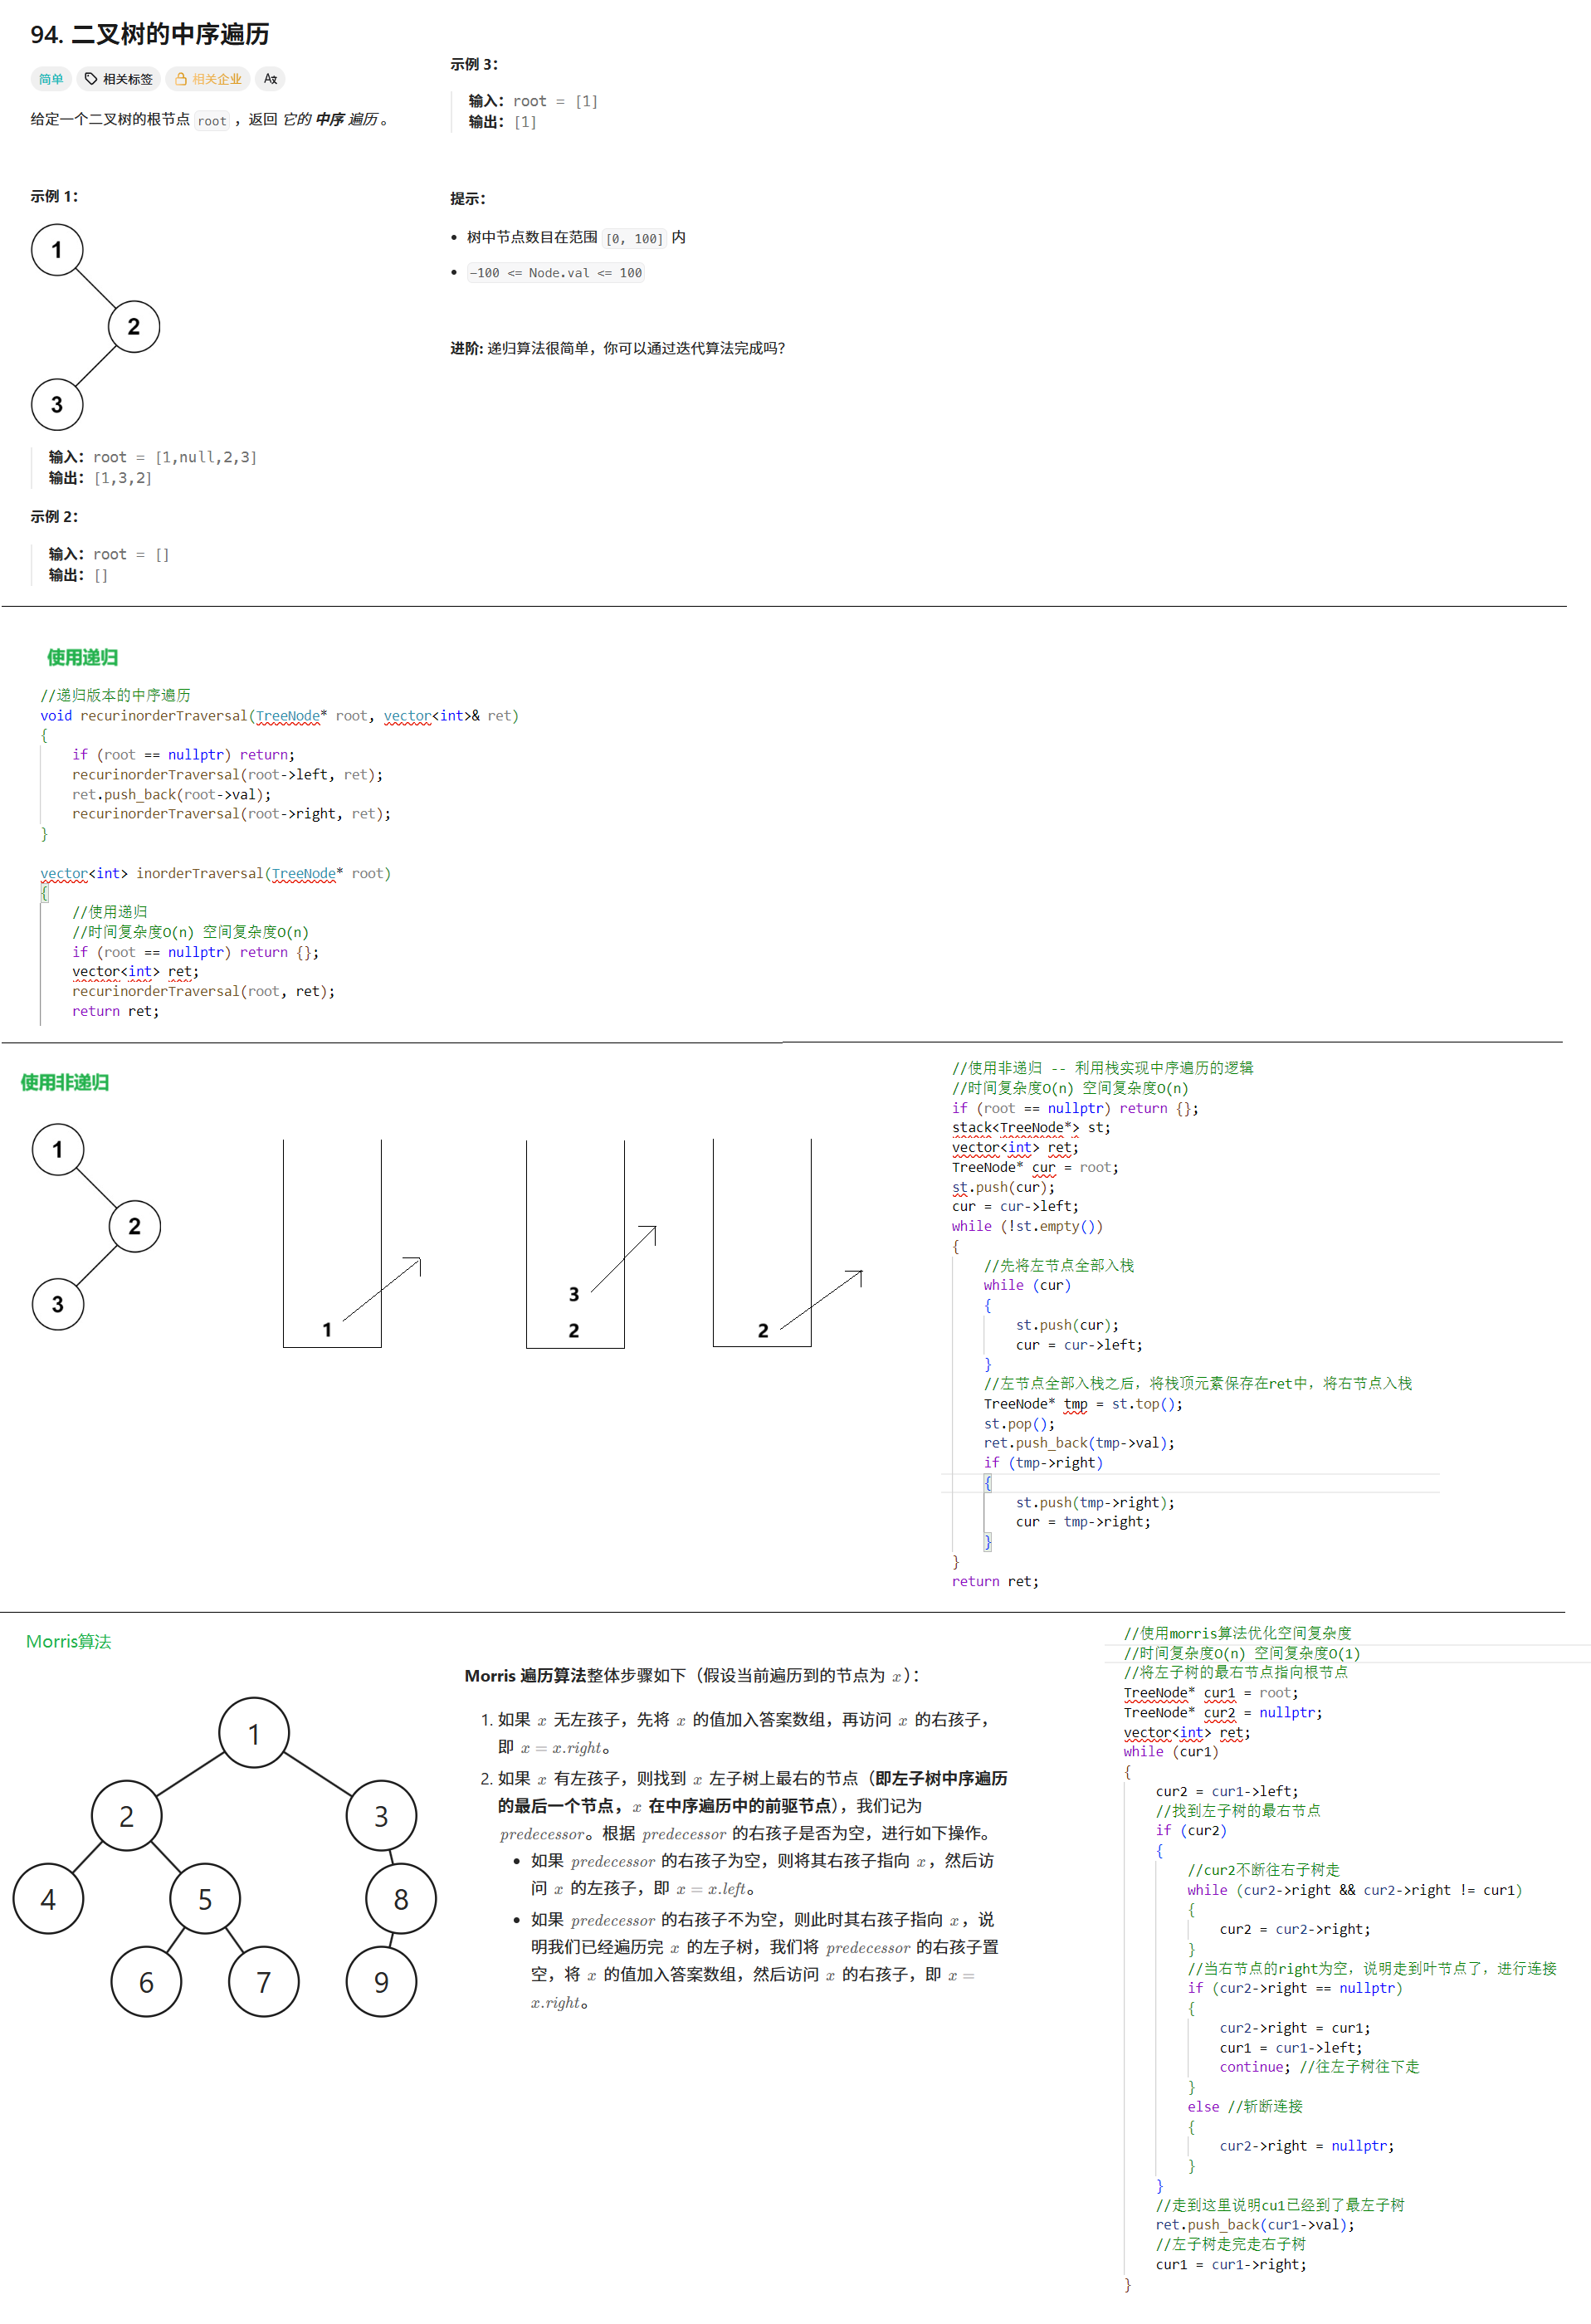 94. 二叉树的中序遍历
简单 相关标签 相关企业 Aあ
给定一个二叉树的根节点 root ，返回 它的 中序 遍历 。
示例 1：
1
2
3
输入：root = [1,null,2,3]
输出：[1,3,2]
示例 2：
输入：root = []
输出：[]
示例 3：
输入：root = [1]
输出：[1]
提示：
• 树中节点数目在范围 [0, 100] 内
• -100 <= Node.val <= 100
进阶: 递归算法很简单，你可以通过迭代算法完成吗？
使用递归
//递归版本的中序遍历
void recurinorderTraversal(TreeNode* root, vector<int>& ret)
{
if (root == nullptr) return;
recurinorderTraversal(root->left, ret);
ret.push_back(root->val);
recurinorderTraversal(root->right, ret);
}
vector<int> inorderTraversal(TreeNode* root)
{
//使用递归
//时间复杂度O(n) 空间复杂度O(n)
if (root == nullptr) return {};
vector<int> ret;
recurinorderTraversal(root, ret);
return ret;
使用非递归
1
2
3
1
3
2
2
//使用非递归 -- 利用栈实现中序遍历的逻辑
//时间复杂度O(n) 空间复杂度O(n)
if (root == nullptr) return {};
stack<TreeNode*> st;
vector<int> ret;
TreeNode* cur = root;
st.push(cur);
cur = cur->left;
while (!st.empty())
{
//先将左节点全部入栈
while (cur)
{
st.push(cur);
cur = cur->left;
}
//左节点全部入栈之后，将栈顶元素保存在ret中，将右节点入栈
TreeNode* tmp = st.top();
st.pop();
ret.push_back(tmp->val);
if (tmp->right)
{
st.push(tmp->right);
cur = tmp->right;
}
}
return ret;
Morris算法
1
2 3
4 5 8
6 7 9
Morris 遍历算法整体步骤如下（假设当前遍历到的节点为 x）：
1. 如果 x 无左孩子，先将 x 的值加入答案数组，再访问 x 的右孩子，
即 x = x.right。
2. 如果 x 有左孩子，则找到 x 左子树上最右的节点（即左子树中序遍历
的最后一个节点，x 在中序遍历中的前驱节点），我们记为
predecessor。根据 predecessor 的右孩子是否为空，进行如下操作。
• 如果 predecessor 的右孩子为空，则将其右孩子指向 x，然后访
问 x 的左孩子，即 x = x.left。
• 如果 predecessor 的右孩子不为空，则此时其右孩子指向 x，说
明我们已经遍历完 x 的左子树，我们将 predecessor 的右孩子置
空，将 x 的值加入答案数组，然后访问 x 的右孩子，即 x =
x.right。
//使用morris算法优化空间复杂度
//时间复杂度O(n) 空间复杂度O(1)
//将左子树的最右节点指向根节点
TreeNode* cur1 = root;
TreeNode* cur2 = nullptr;
vector<int> ret;
while (cur1)
{
cur2 = cur1->left;
//找到左子树的最右节点
if (cur2)
{
//cur2不断往右子树走
while (cur2->right && cur2->right != cur1)
{
cur2 = cur2->right;
}
//当右节点的right为空，说明走到叶节点了，进行连接
if (cur2->right == nullptr)
{
cur2->right = cur1;
cur1 = cur1->left;
continue; //往左子树往下走
}
else //斩断连接
{
cur2->right = nullptr;
}
}
//走到这里说明cu1已经到了最左子树
ret.push_back(cur1->val);
//左子树走完走右子树
cur1 = cur1->right;
}